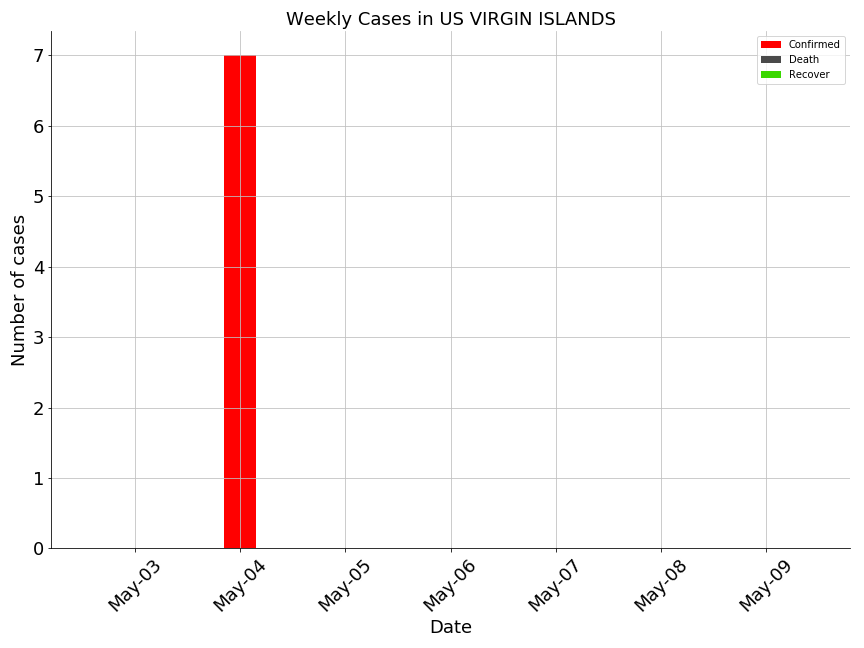 Weekly Cases in US VIRGIN ISLANDS
Confirmed
Death
Recover
Number of cases
7
6
5
4
3
2
1
0
May-03
May-04
May-05
May-06
May-07
May-08
May-09
Date